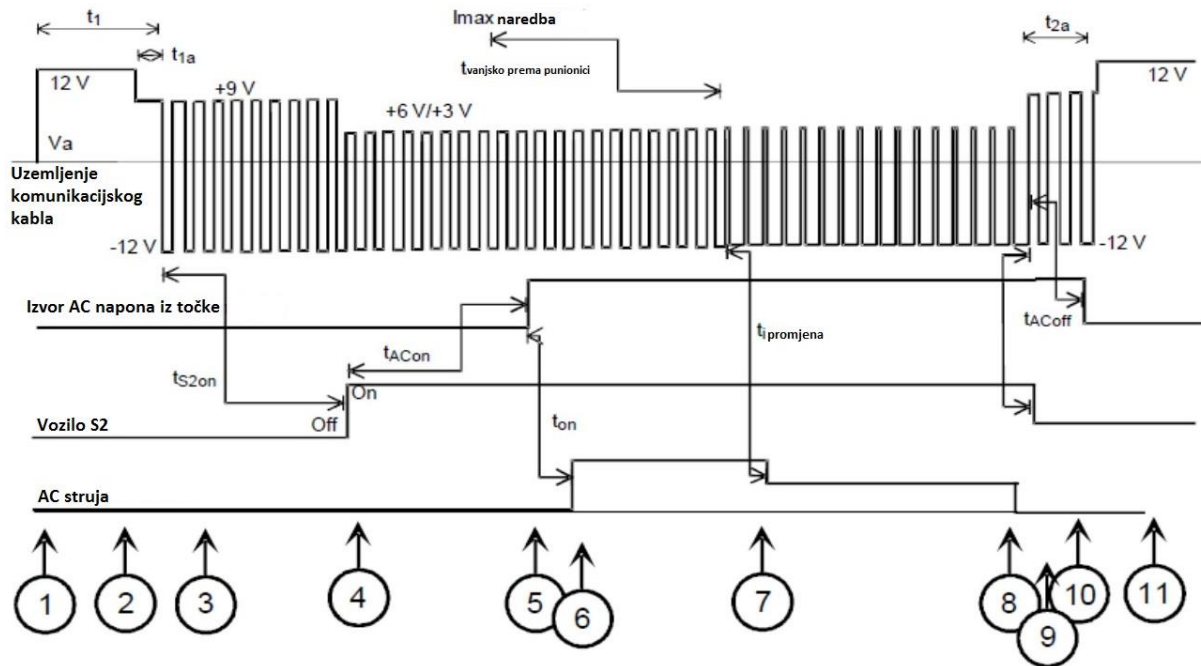 t1
Imax naredba
t2a
t1a
tvanjsko prema punionici
12 V
+9 V
12 V
+6 V/+3 V
Va
Uzemljenje
komunikacijskog
kabla
-12 V
-12 V
Izvor AC napona iz točke
tACoff
ti promjena
tACon
tS2on
On
Vozilo S2
Off
ton
AC struja
1
2
3
4
5
6
7
8
9
10
11